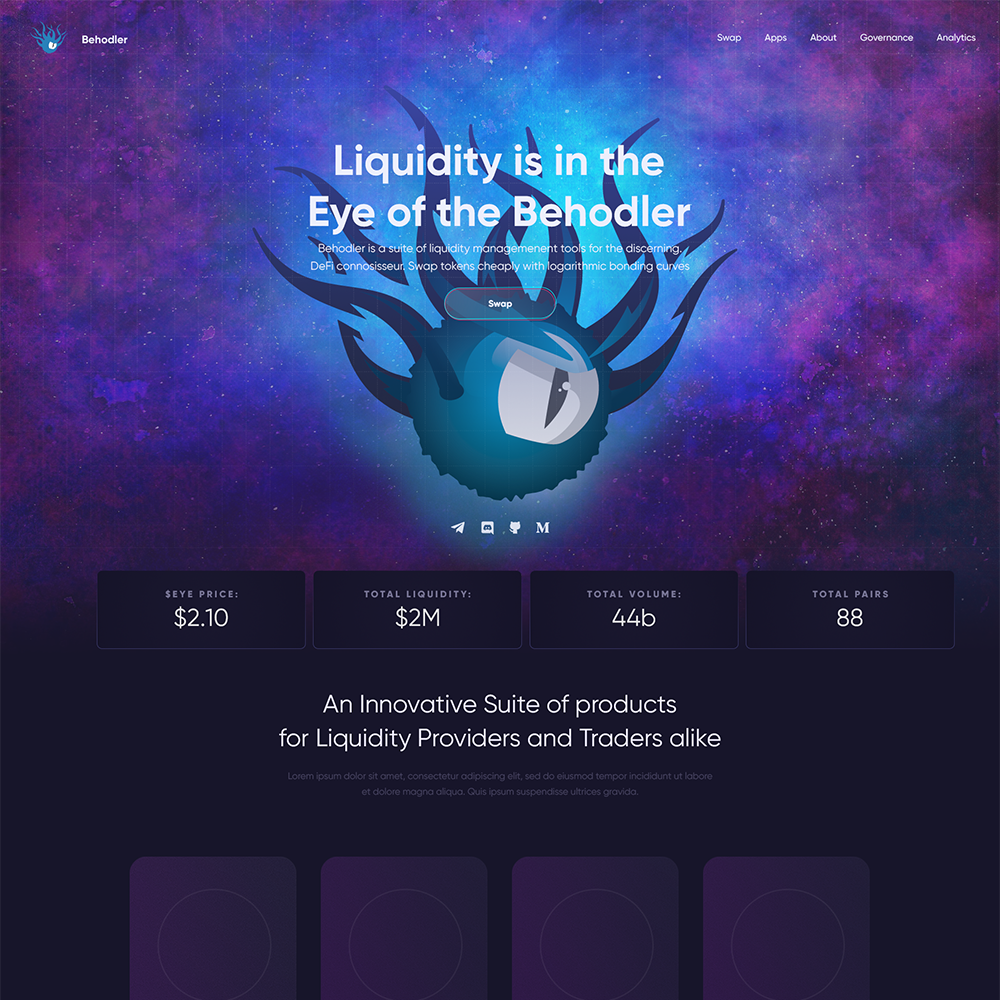 Behodler
Swap Apps About Governance Analytics
Liquidity is in the
Eye of the Behodler
Behodler is a suite of liquidity managemenent tools for the discerning.
DeFi connosisseur. Swap tokens cheaply with logarithmic bonding curves
Swap
$EYE PRICE:
$2.10
TOTAL LIQUIDITY:
$2M
TOTAL VOLUME:
44b
TOTAL PAIRS
88
An Innovative Suite of products
for Liquidity Providers and Traders alike
Lorem ipsum dolor sit amet, consectetur adipiscing elit, sed do eiusmod tempor incididunt ut labore
et dolore magna aliqua. Quis ipsum suspendisse ultrices gravida.